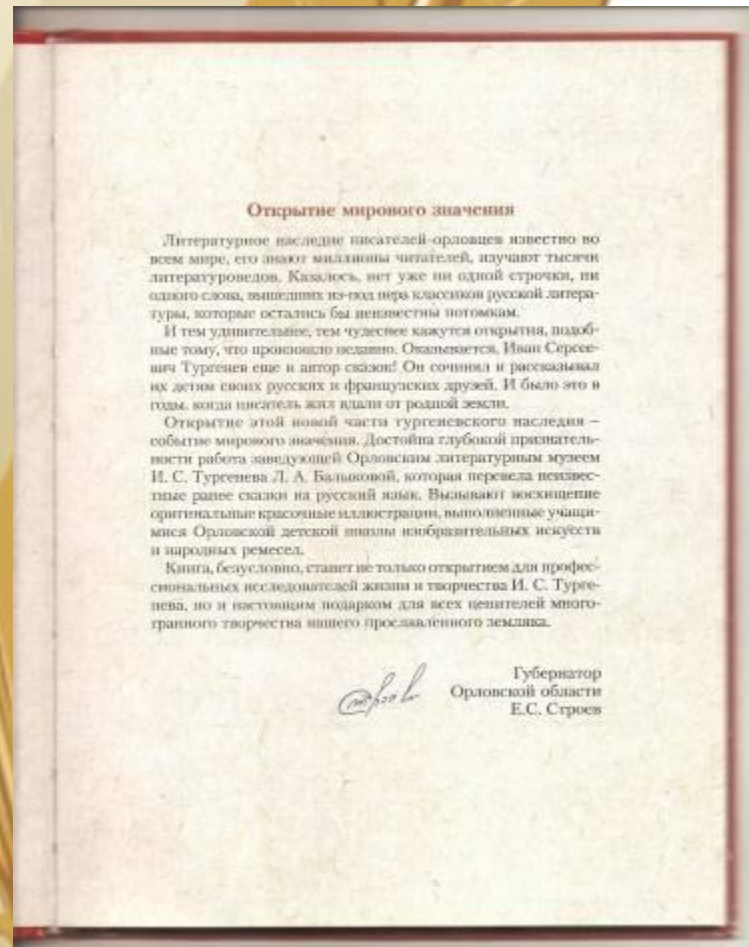 Открытие мирового значения
Литературное наследие писателей-орловцев известно во
всем мире, его знают миллионы читателей, изучают тысячи
литературоведов. Казалось, нет уже ни одной строчки, ни
одного слова, вышедших из-под пера классиков русской литера-
туры, которые остались бы неизвестны потомкам.
И тем удивительнее, тем чудеснее кажутся открытия, подоб-
ные тому, что произошло недавно. Оказывается, Иван Сергее-
вич Тургенев еще и автор сказок! Он сочинял и рассказывал
их детям своих русских и французских друзей. И было это в
годы, когда писатель жил вдали от родной земли.
Открытие этой новой части тургеневского наследия –
событие мирового значения. Достойна глубокой признатель-
ности работа заведующей Орловским литературным музеем
И. С. Тургенева Л. А. Балыковой, которая перевела неизвес-
тные ранее сказки на русский язык. Вызывают восхищение
оригинальные красочные иллюстрации, выполненные учащи-
мися Орловской детской школы изобразительных искусств
и народных ремесел.
Книга, безусловно, станет не только открытием для профес-
сиональных исследователей жизни и творчества И. С. Турге-
нева, но и настоящим подарком для всех ценителей много-
гранного творчества нашего прославленного земляка.
Губернатор
Орловской области
Е.С. Строев